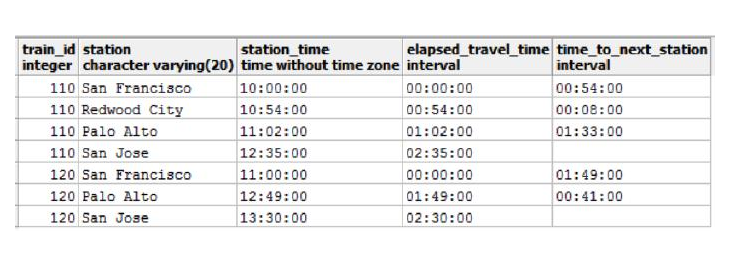 train_id station station_time elapsed_travel_time time_to_next_station
integer character varying(20) time without time zone interval interval
110 San Francisco 10:00:00 00:00:00 00:54:00
110 Redwood City 10:54:00 00:54:00 00:08:00
110 Palo Alto 11:02:00 01:02:00 01:33:00
110 San Jose 12:35:00 02:35:00
120 San Francisco 11:00:00 00:00:00 01:49:00
120 Palo Alto 12:49:00 01:49:00 00:41:00
120 San Jose 13:30:00 02:30:00